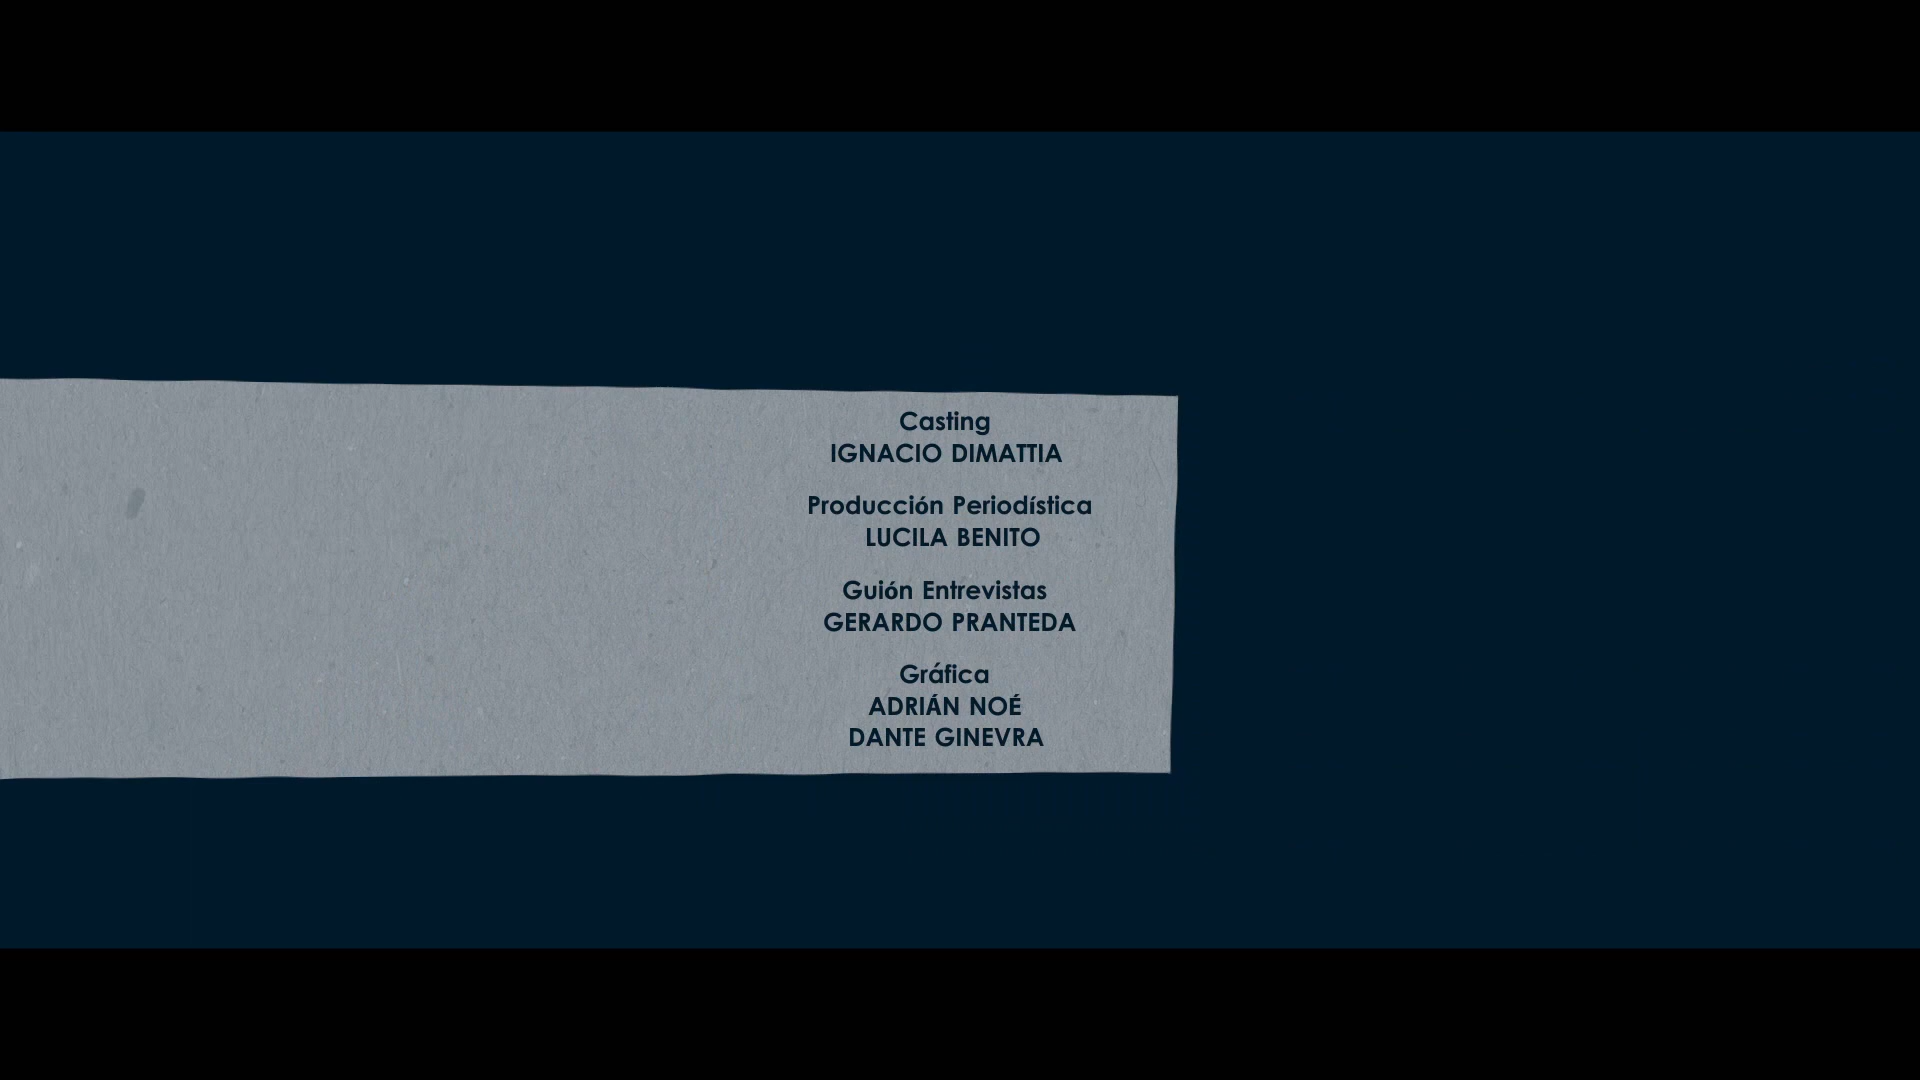 Casting
IGNACIO DIMATTIA
Producción Periodística
LUCILA BENITO
Guión Entrevistas
GERARDO PRANTEDA
Gráfica
ADRIÁN NOÉ
DANTE GINEVRA